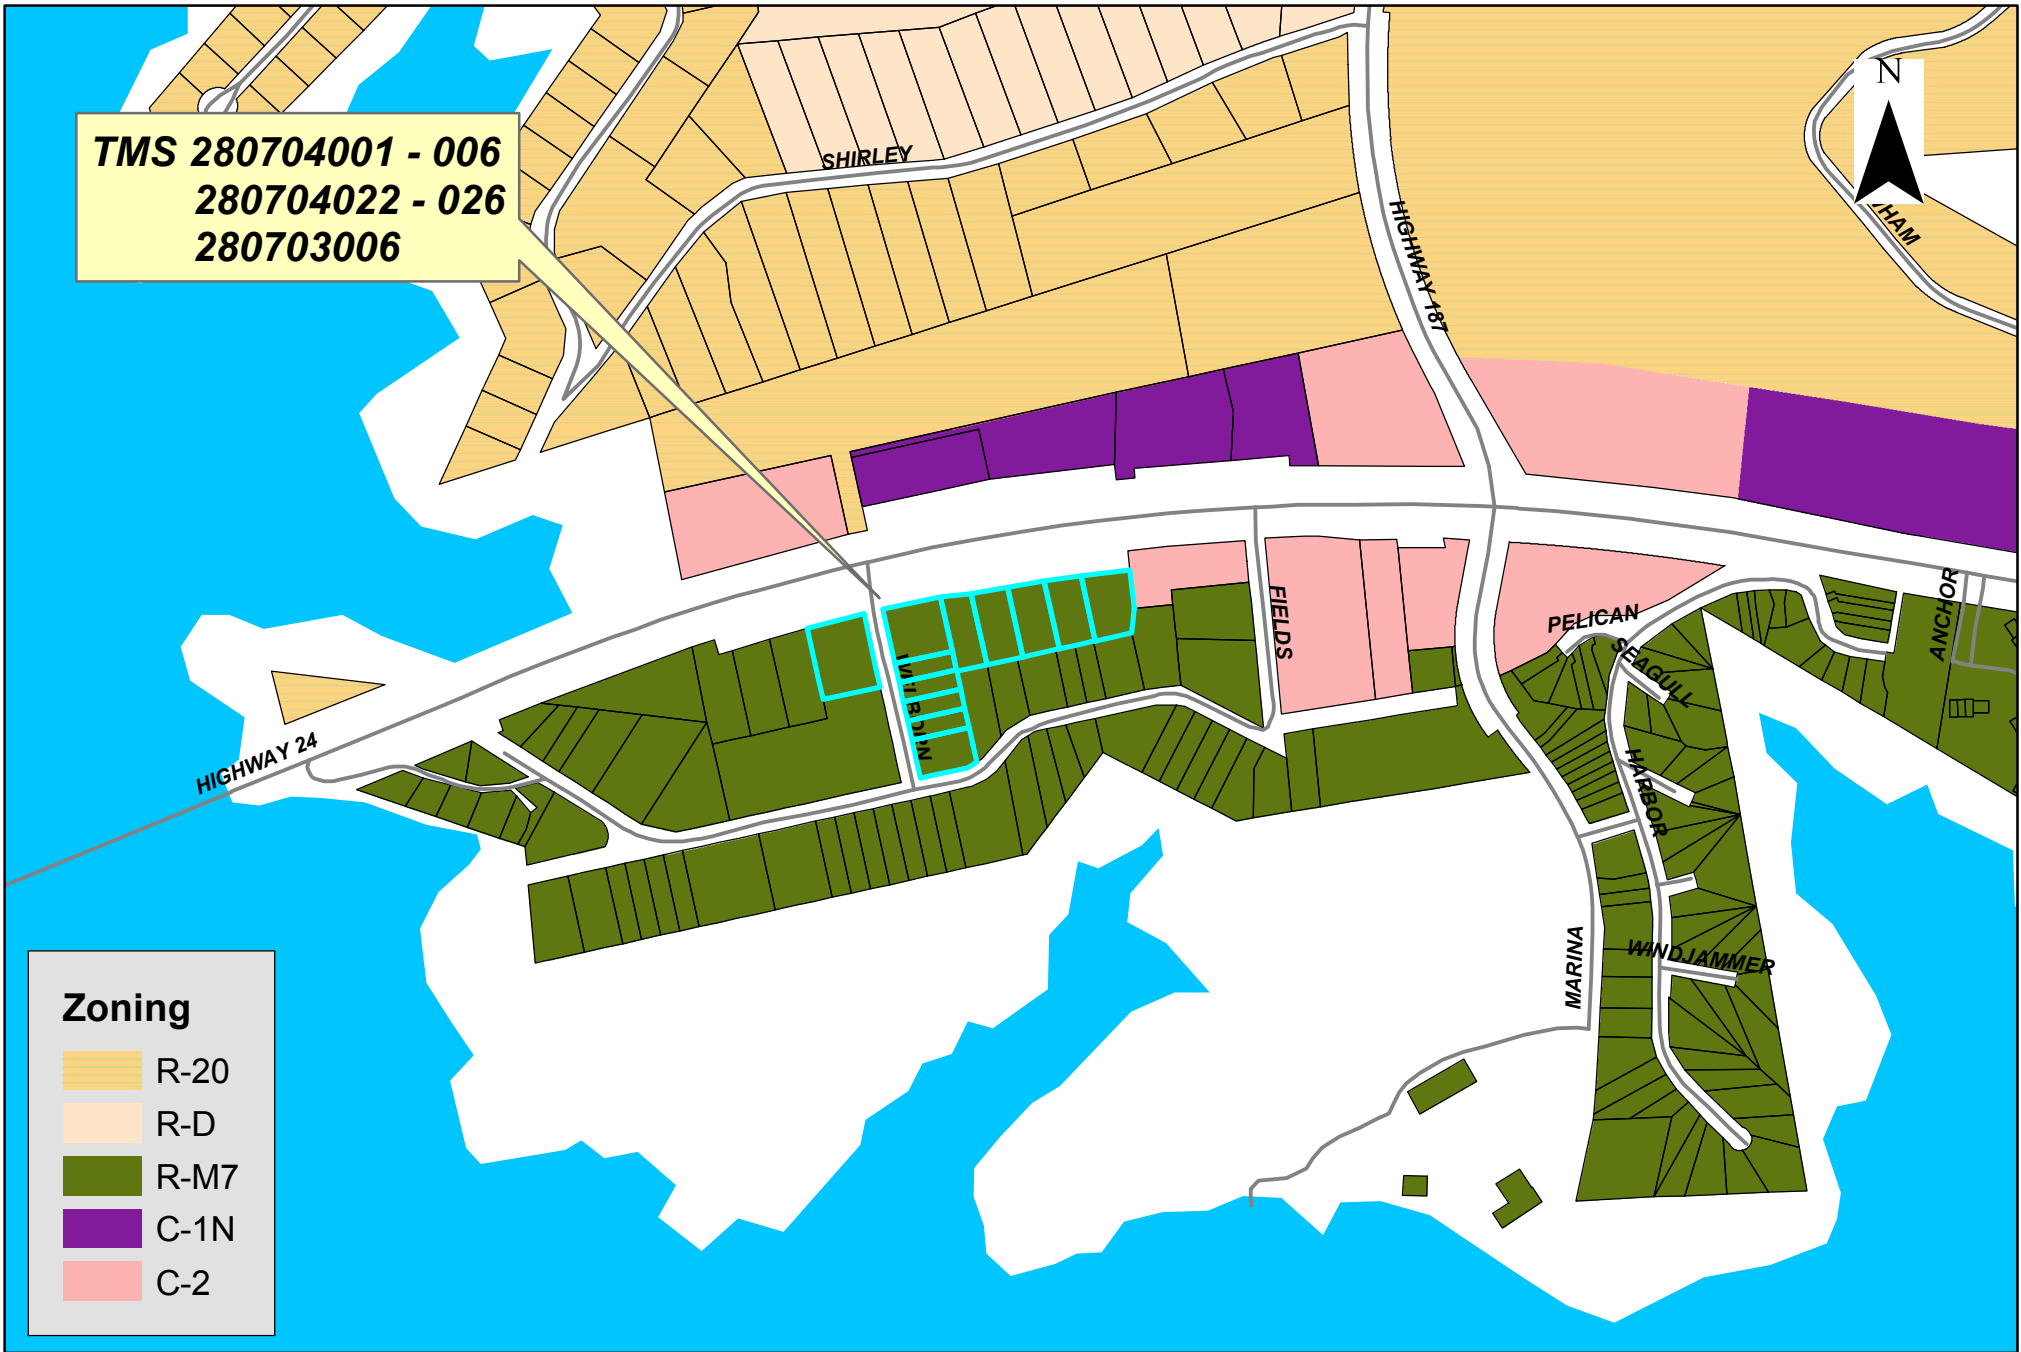 N
TMS 280704001 - 006
280704022 - 026
280703006
SHIRLEY
HIGHWAY 187
FIELDS
PELICAN
SEAGULL
ANCHOR
HIGHWAY 24
HARBOR
MARINA
WINDJAMMER
Zoning
R-20
R-D
R-M7
C-1N
C-2